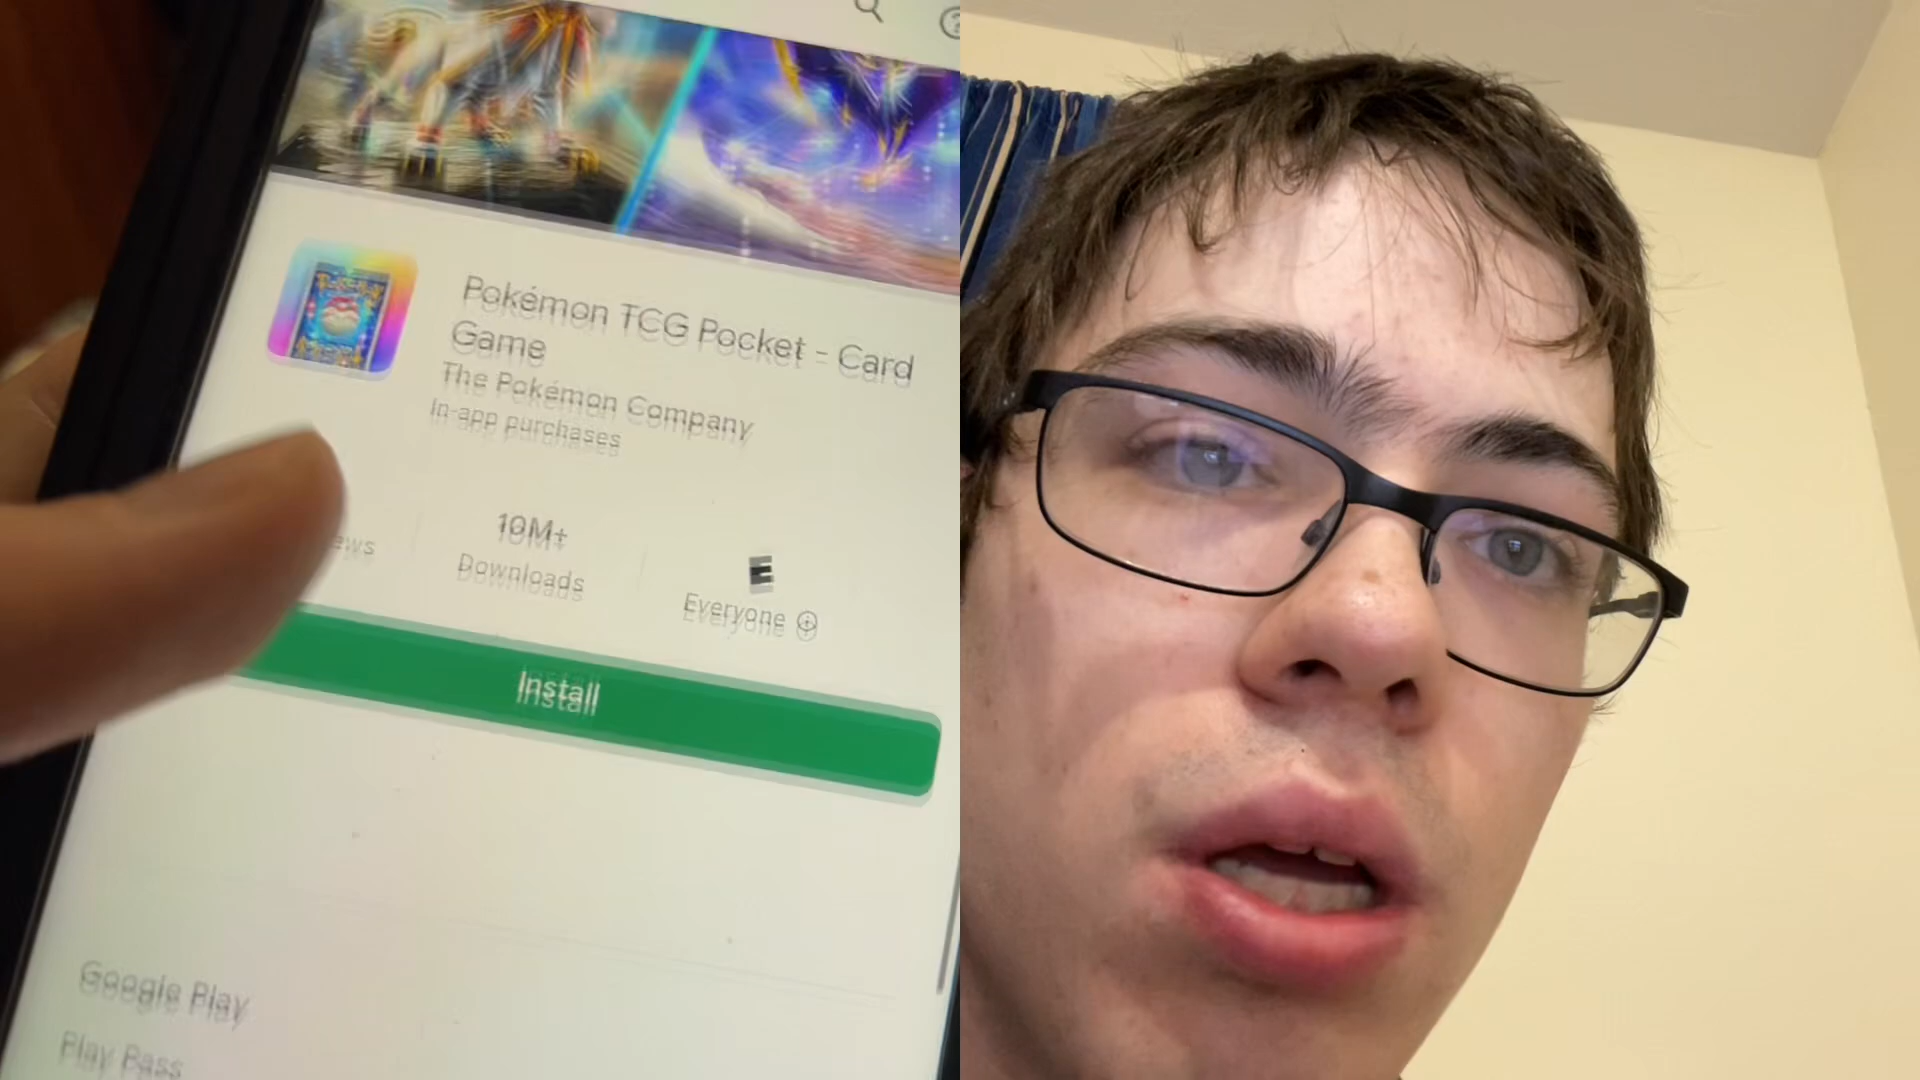 Pokémon TCG Pocket - Card
Game
The Pokémon Company
In-app purchases
10M+
Downloads
E
Everyone
Install
Google Play
Play Pass